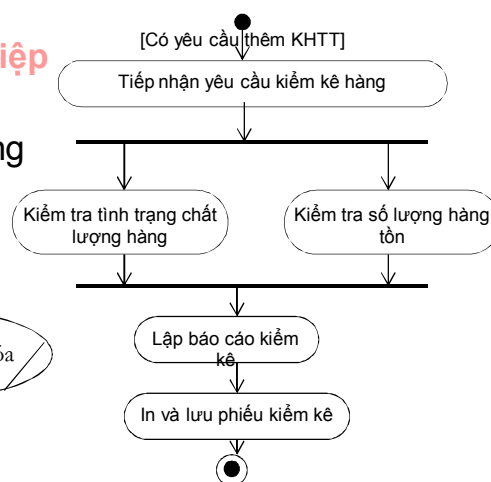 [Có yêu cầu thêm KHTT]
iệp
Tiếp nhận yêu cầu kiểm kê hàng
ng
Kiểm tra tình trạng chất
lượng hàng
Kiểm tra số lượng hàng
tồn
óa
Lập báo cáo kiểm
kê
In và lưu phiếu kiểm kê